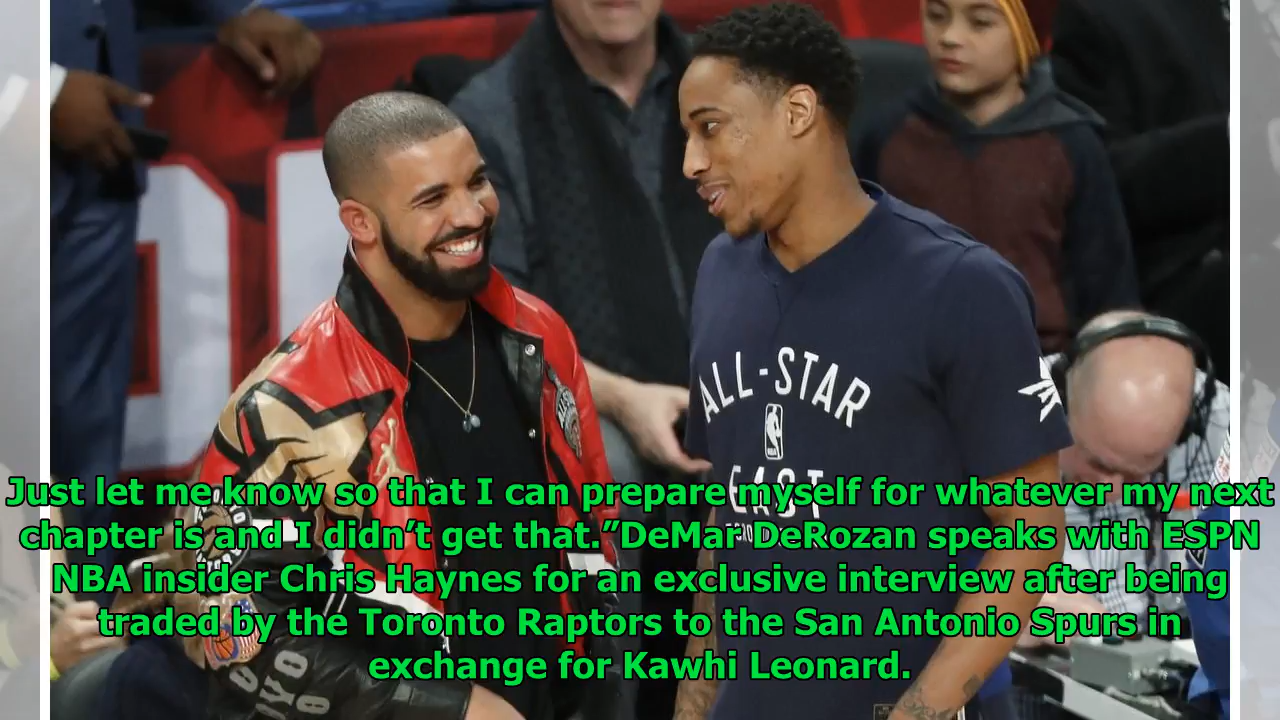 ALL-STAR
NBA
EAST
Just let me know so that I can prepare myself for whatever my next
chapter is and I didn’t get that.”DeMar DeRozan speaks with ESPN
NBA insider Chris Haynes for an exclusive interview after being
traded by the Toronto Raptors to the San Antonio Spurs in
exchange for Kawhi Leonard.